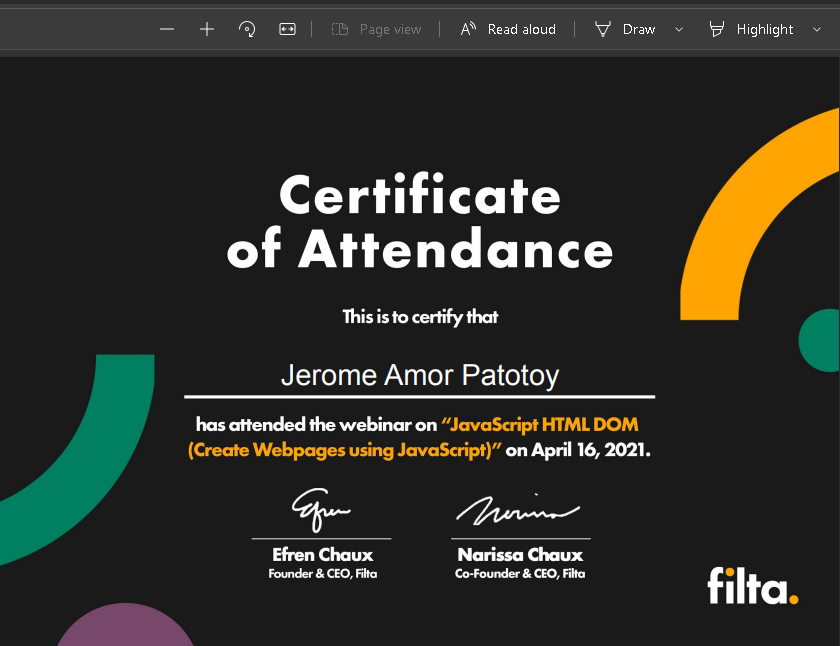 Page view
Read aloud
Draw
Highlight
Certificate
of Attendance
This is to certify that
Jerome Amor Patotoy
has attended the webinar on “JavaScript HTML DOM
(Create Webpages using JavaScript)” on April 16, 2021.
Efren
Narissa
Efren Chaux
Narissa Chaux
Founder & CEO, Filta
Co-Founder & CEO, Filta
filta.